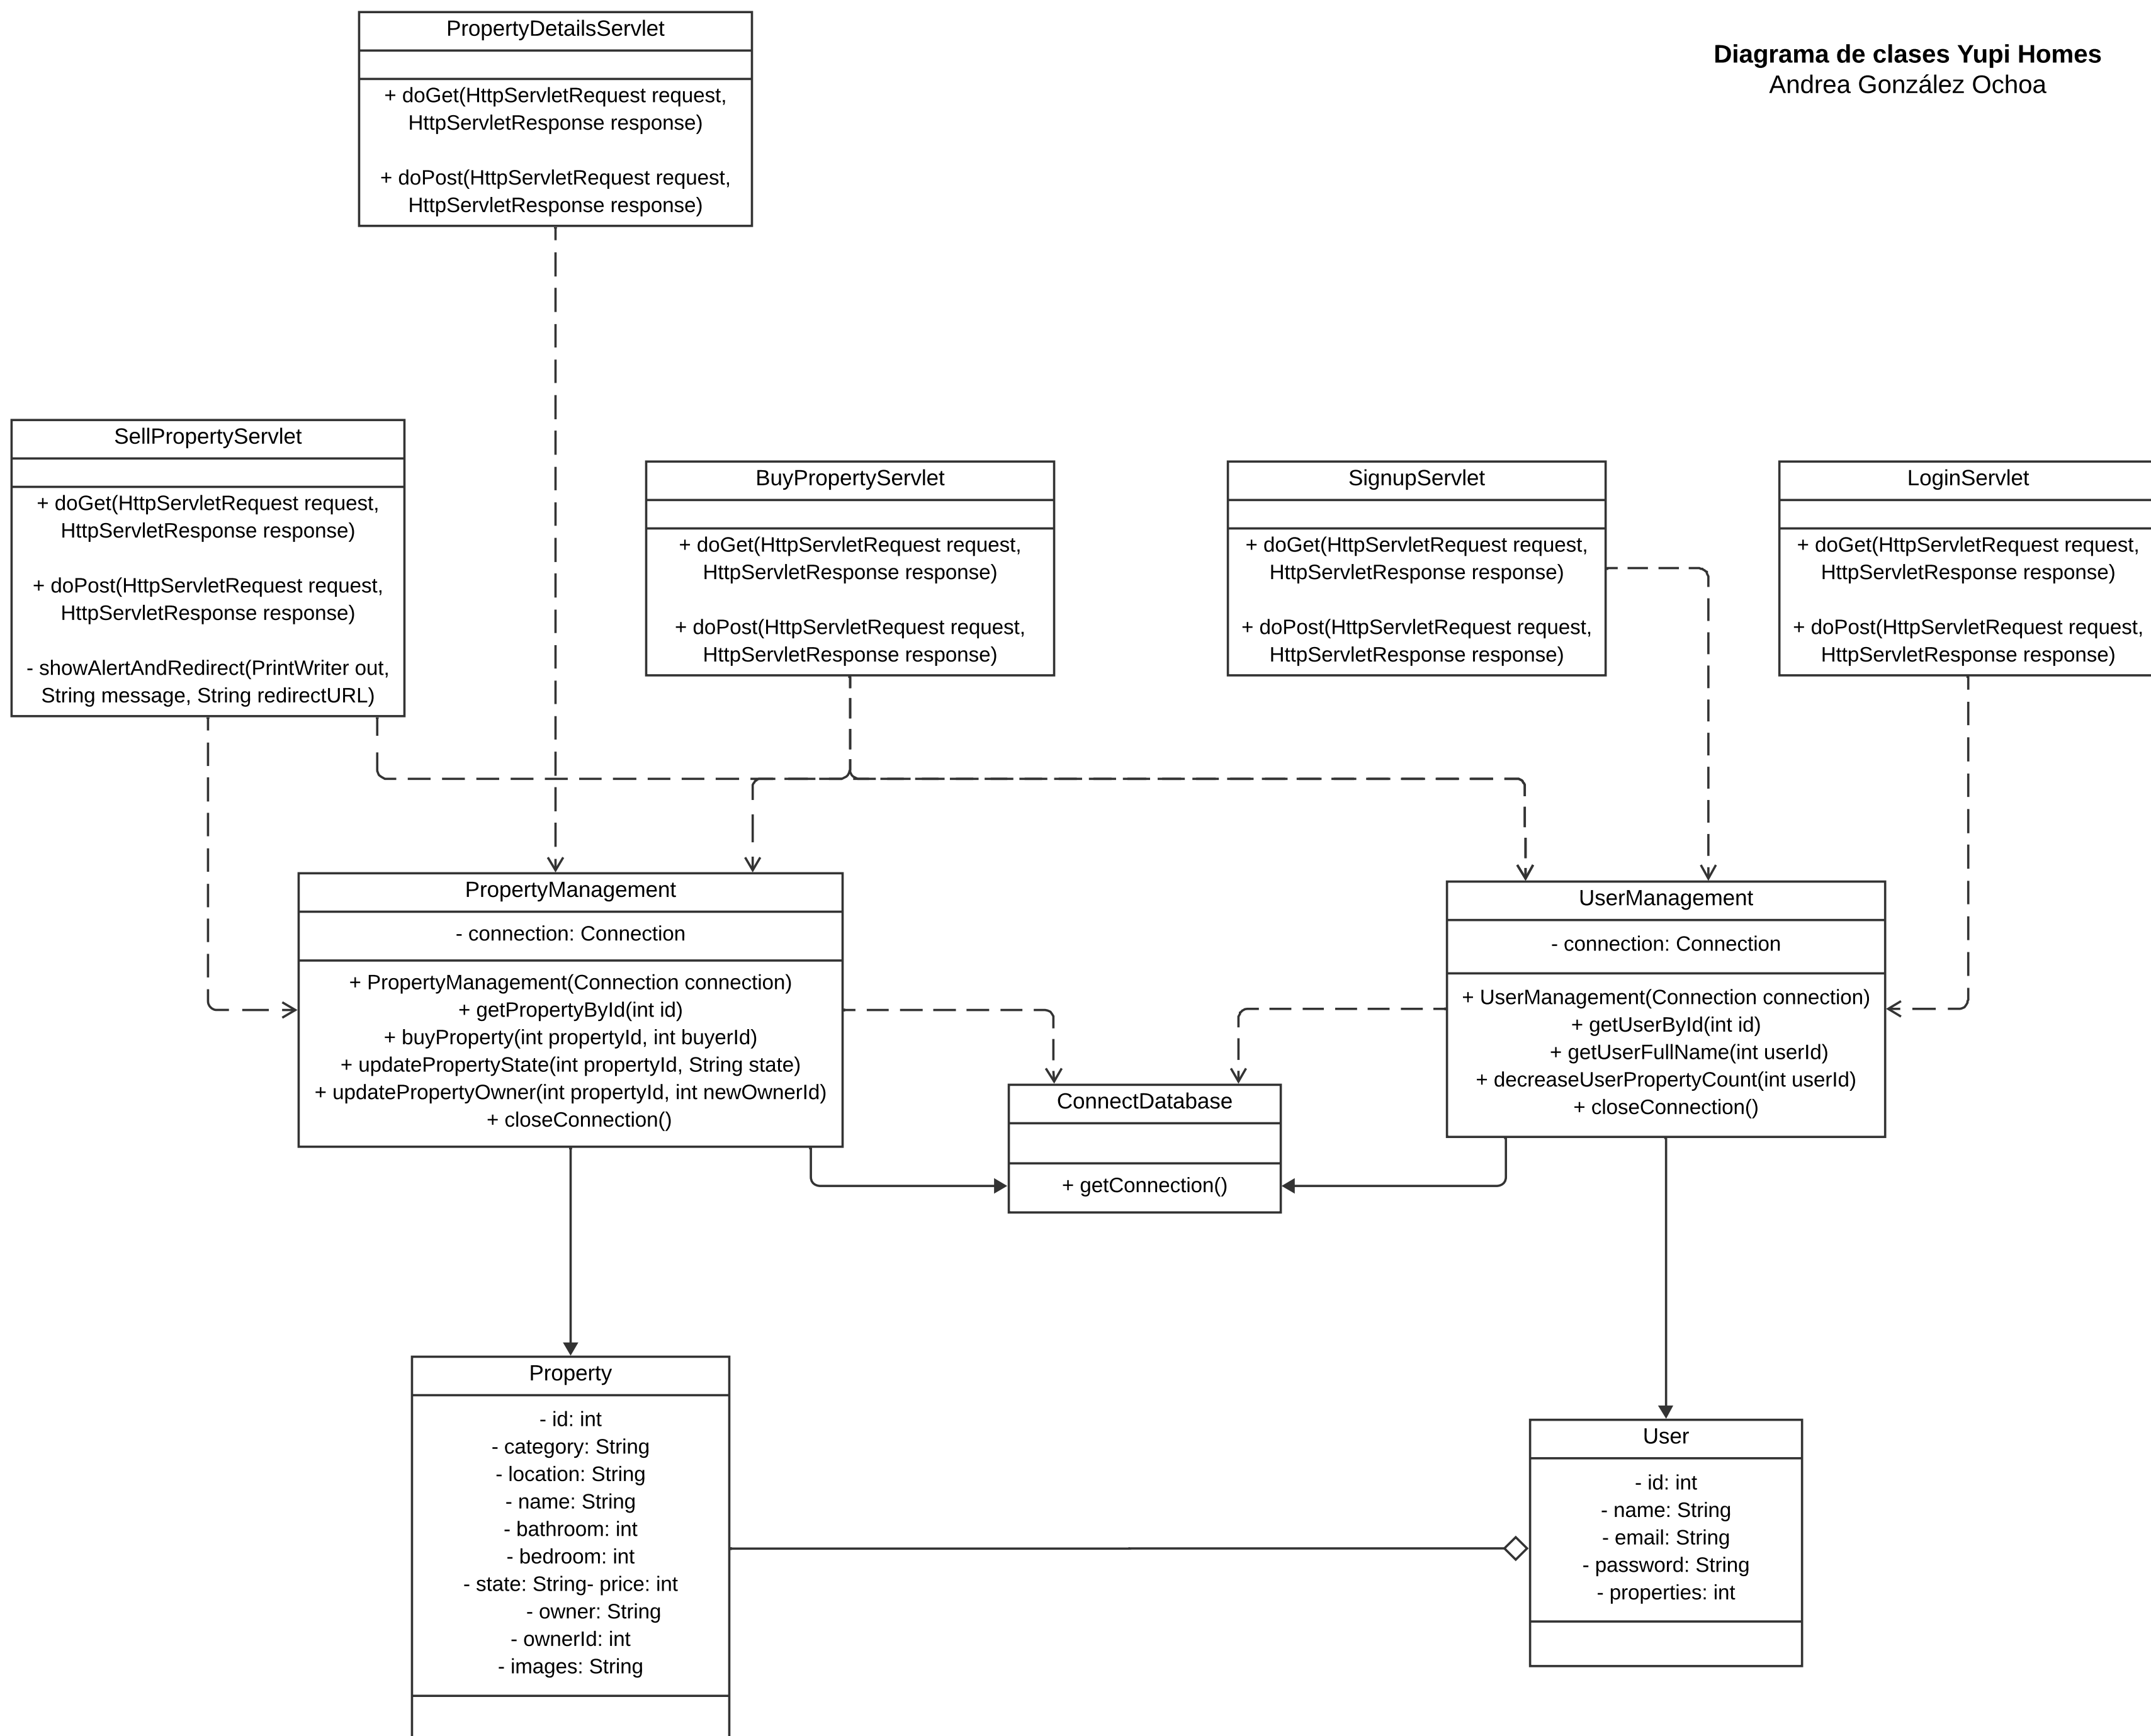 PropertyDetailsServlet
+ doGet(HttpServletRequest request,
HttpServletResponse response)
+ doPost(HttpServletRequest request,
HttpServletResponse response)
Diagrama de clases Yupi Homes
Andrea González Ochoa
SellPropertyServlet
+ doGet(HttpServletRequest request,
HttpServletResponse response)
+ doPost(HttpServletRequest request,
HttpServletResponse response)
- showAlertAndRedirect(PrintWriter out,
String message, String redirectURL)
BuyPropertyServlet
+ doGet(HttpServletRequest request,
HttpServletResponse response)
+ doPost(HttpServletRequest request,
HttpServletResponse response)
SignupServlet
+ doGet(HttpServletRequest request,
HttpServletResponse response)
+ doPost(HttpServletRequest request,
HttpServletResponse response)
LoginServlet
+ doGet(HttpServletRequest request,
HttpServletResponse response)
+ doPost(HttpServletRequest request,
HttpServletResponse response)
PropertyManagement
- connection: Connection
+ PropertyManagement(Connection connection)
+ getPropertyById(int id)
+ buyProperty(int propertyId, int buyerId)
+ updatePropertyState(int propertyId, String state)
+ updatePropertyOwner(int propertyId, int newOwnerId)
+ closeConnection()
UserManagement
- connection: Connection
+ UserManagement(Connection connection)
+ getUserById(int id)
+ getUserFullName(int userId)
+ decreaseUserPropertyCount(int userId)
+ closeConnection()
ConnectDatabase
+ getConnection()
Property
- id: int
- category: String
- location: String
- name: String
- bathroom: int
- bedroom: int
- state: String- price: int
- owner: String
- ownerId: int
- images: String
User
- id: int
- name: String
- email: String
- password: String
- properties: int